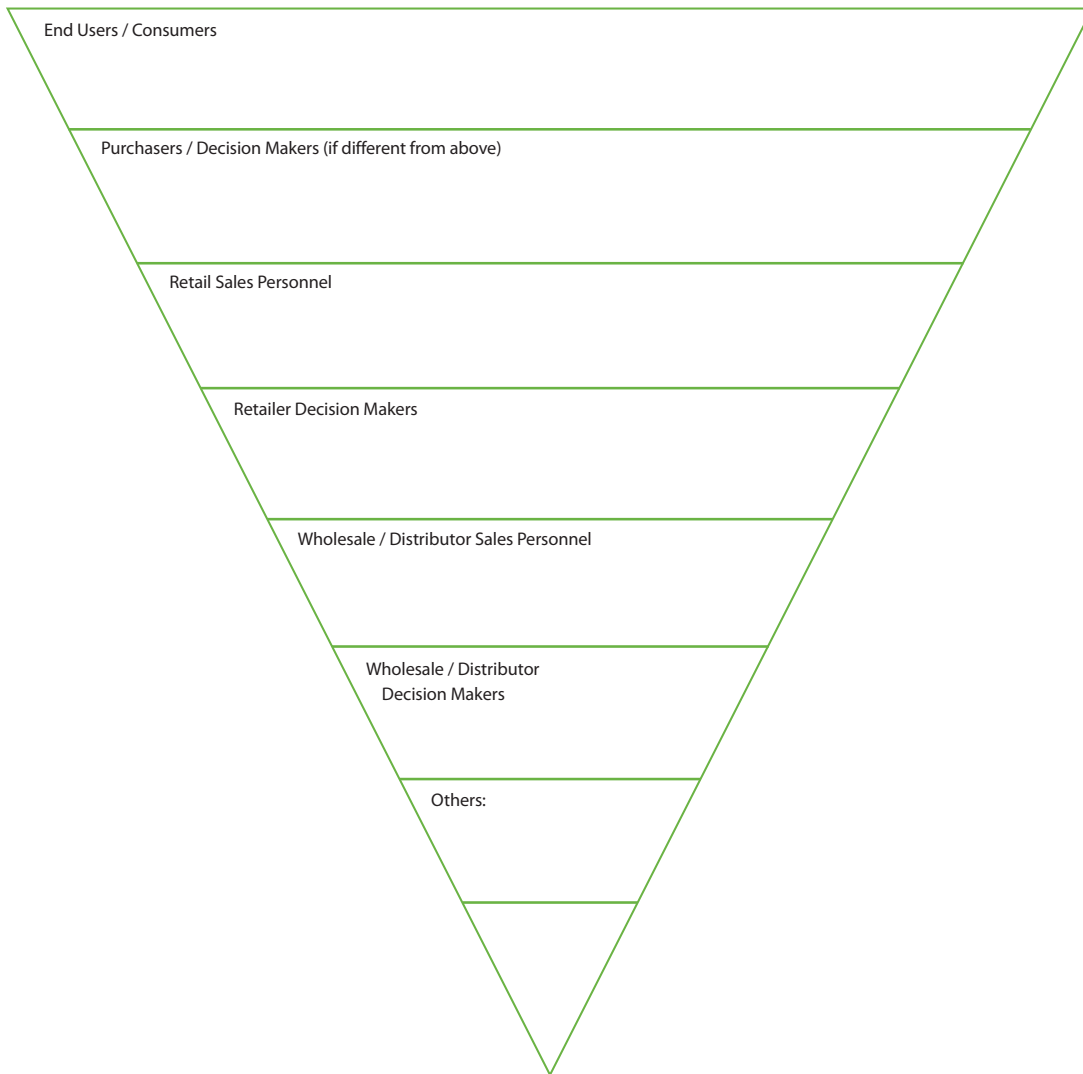 End Users / Consumers
Purchasers / Decision Makers (if different from above)
Retail Sales Personnel
Retailer Decision Makers
Wholesale / Distributor Sales Personnel
Wholesale / Distributor
Decision Makers
Others: